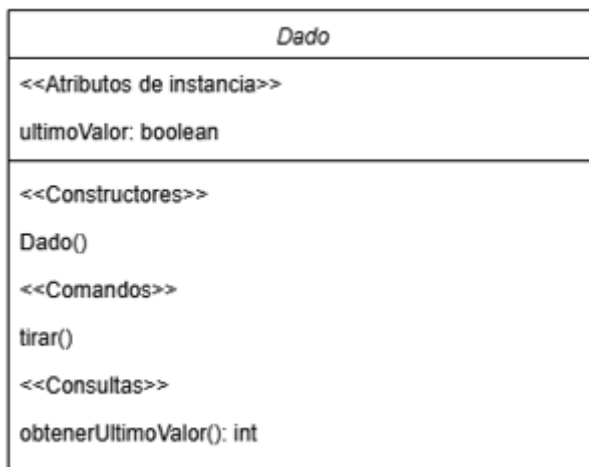 Dado
<<Atributos de instancia>>
ultimoValor: boolean
<<Constructores>>
Dado()
<<Comandos>>
tirar()
<<Consultas>>
obtenerUltimoValor(): int